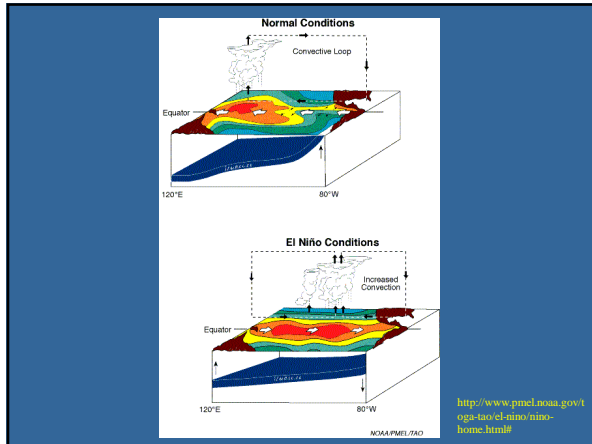 Normal Conditions
Convective Loop
Equator
120°E
80°W
El Niño Conditions
Increased
Convection
Equator
120°E
80°W
NOAA/PMEL/TAO
http://www.pmel.noaa.gov/t
oga-tao/el-nino/nino-
home.html#